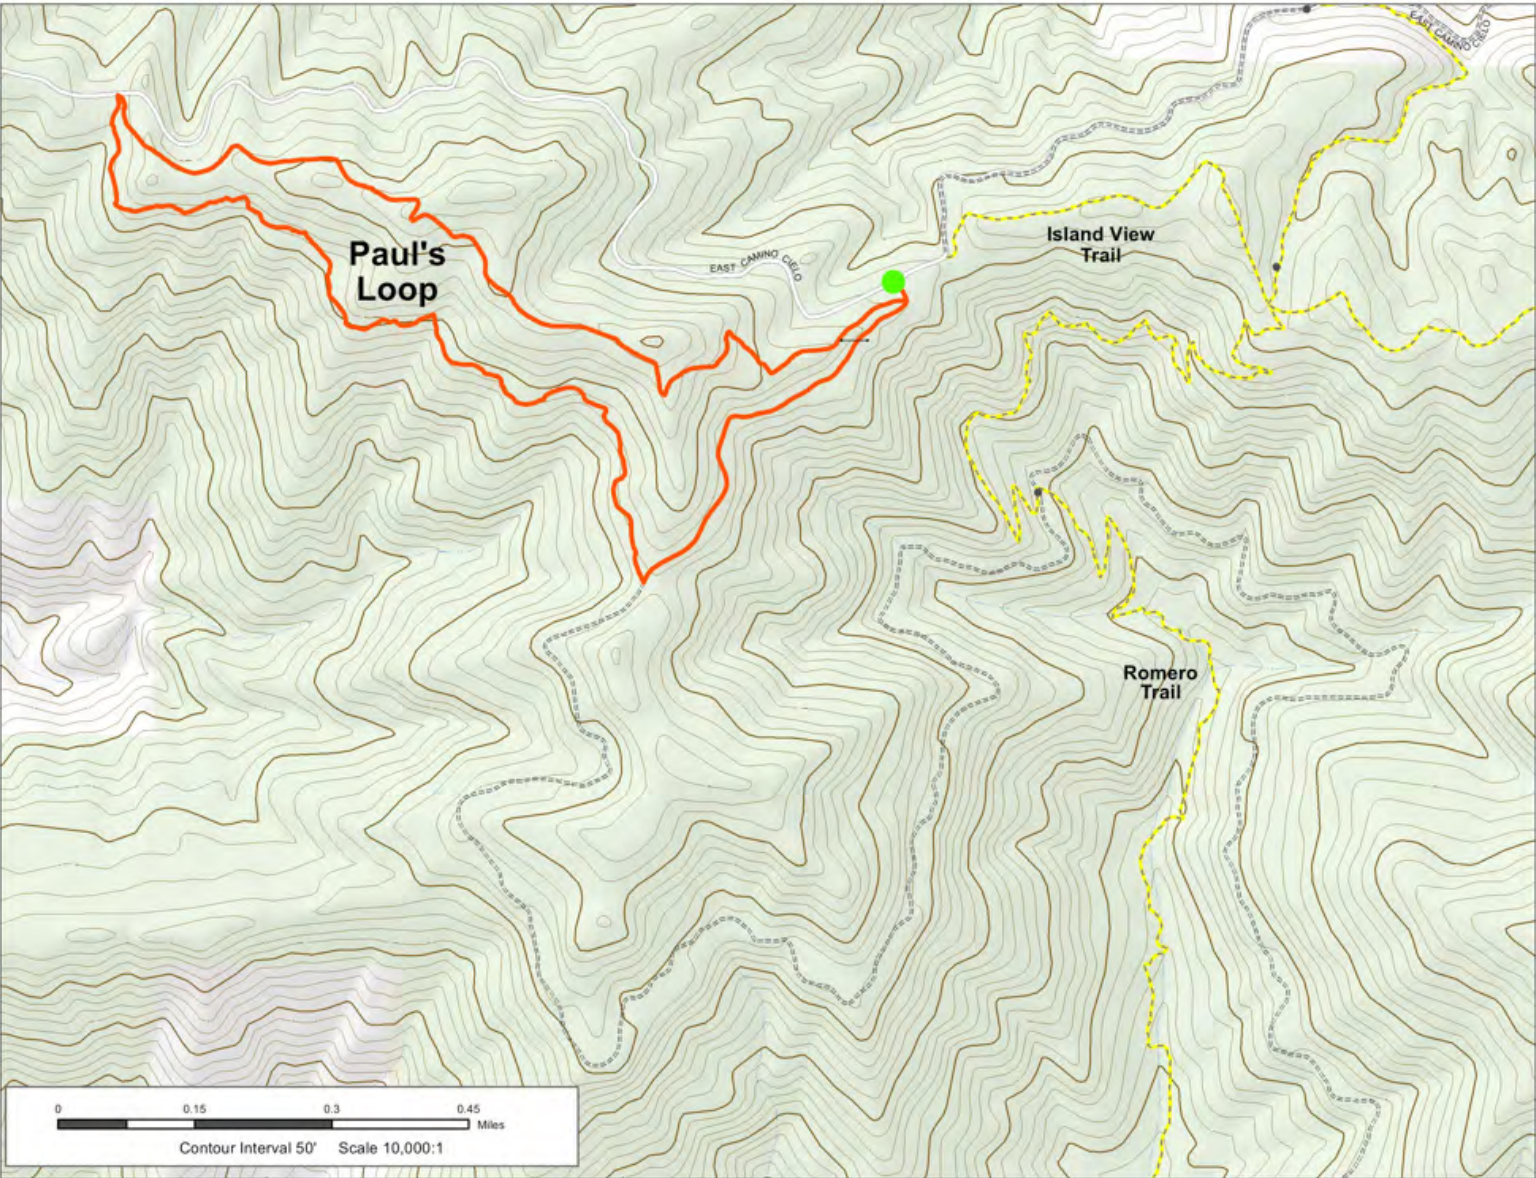 EAST CAMINO CIELO
Island View
Trail
Paul's
Loop
EAST CAMINO CIELO
Romero
Trail
0 0.15 0.3 0.45
Miles
Contour Interval 50' Scale 10,000:1